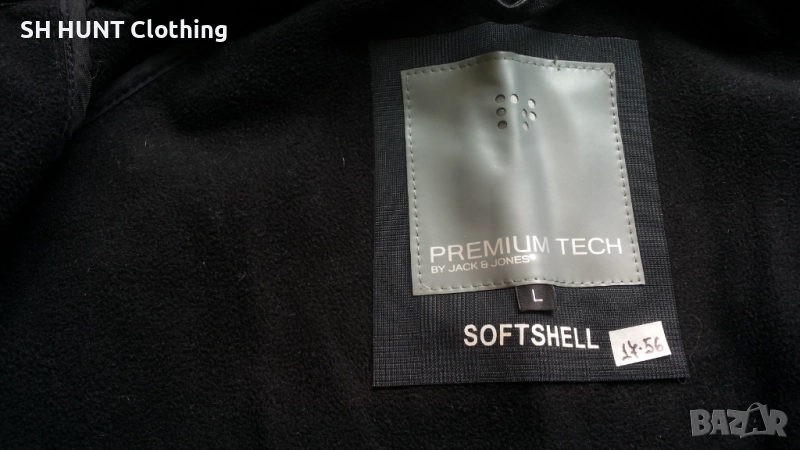 SH HUNT Clothing
PREMIUM TECH
BY JACK & JONES®
L
SOFTSHELL
17.56
BAZAR